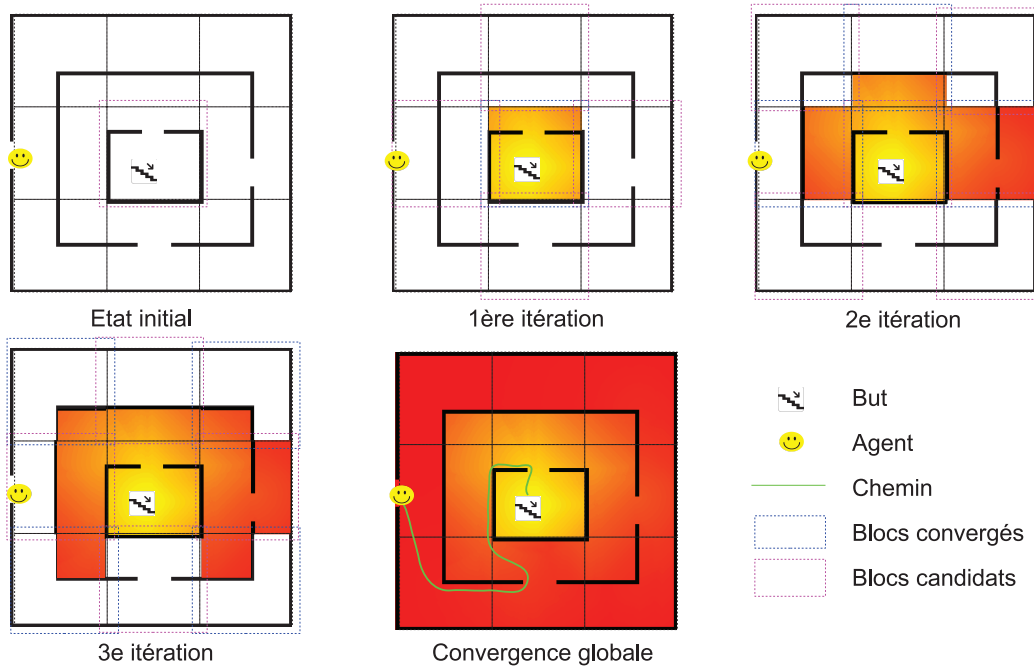 Etat initial
1ère itération
2e itération
3e itération
Convergence globale
But
Agent
Chemin
Blocs convergés
Blocs candidats